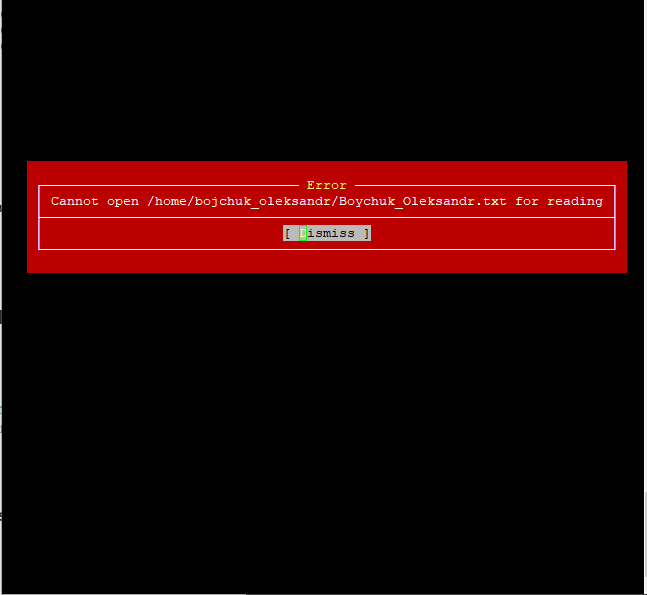 Error
Cannot open /home/bojchuk_oleksandr/Boychuk_Oleksandr.txt for reading
[ Dismiss ]